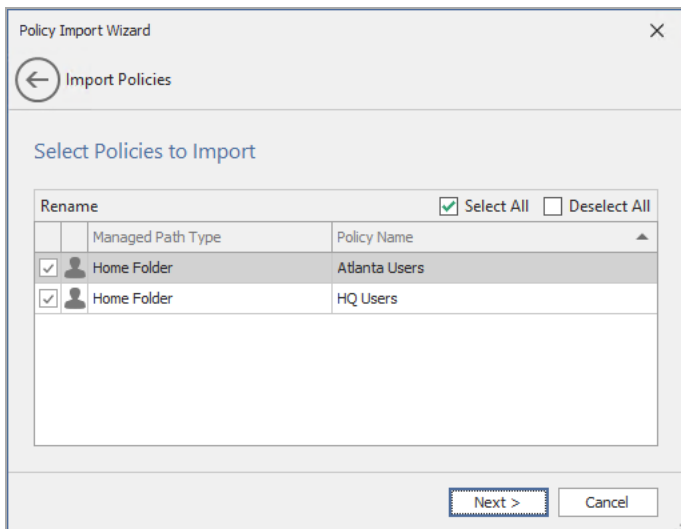 Policy Import Wizard
Import Policies
Select Policies to Import
Rename Select All Deselect All
Managed Path Type Policy Name
Home Folder Atlanta Users
Home Folder HQ Users
Next > Cancel